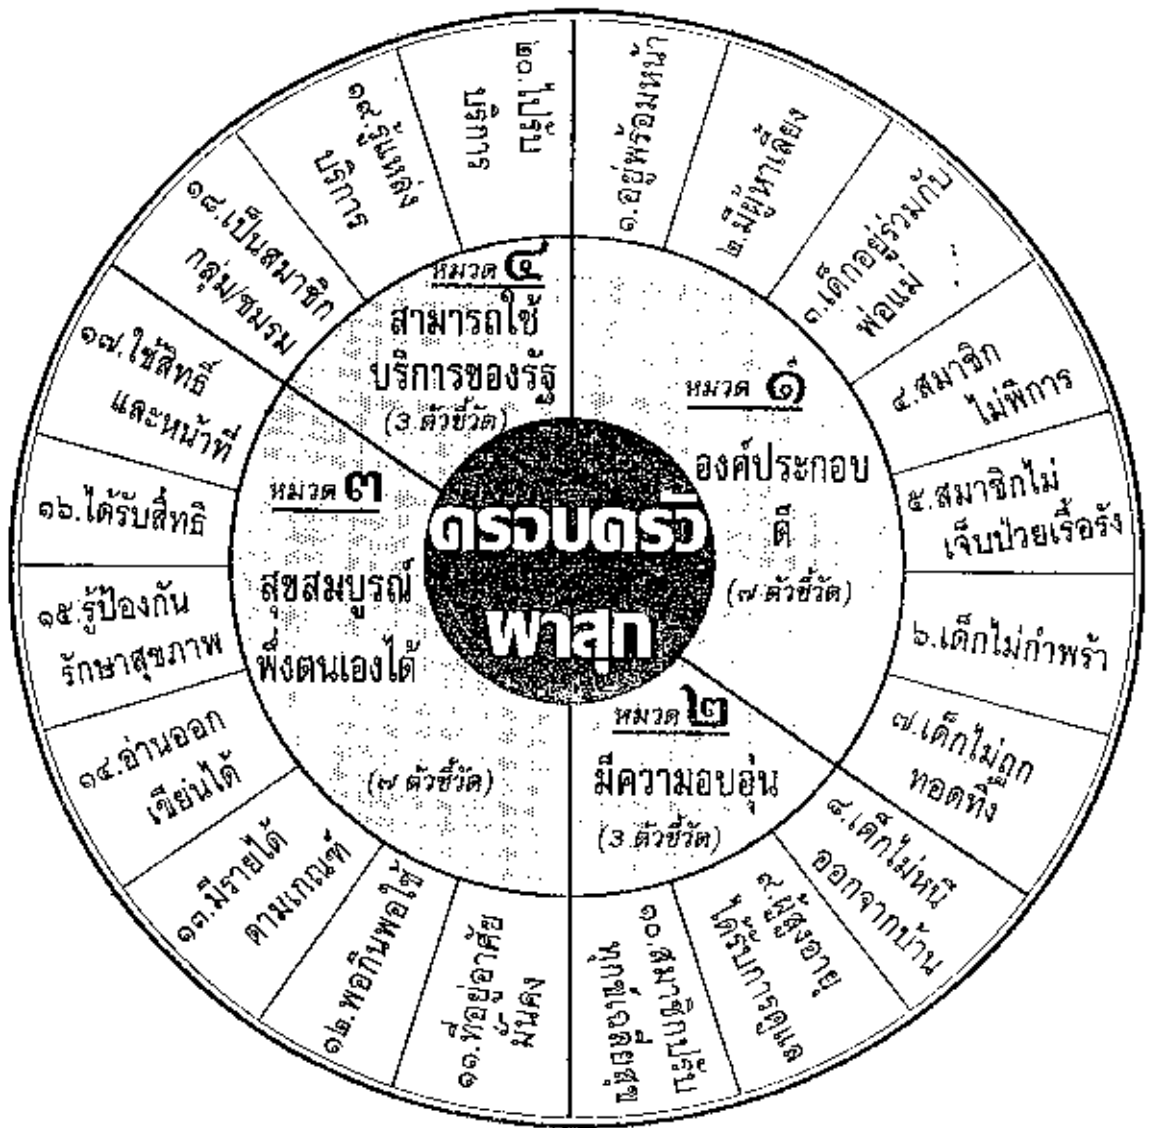 ครอบครัว
ผาสุก
หมวด ๑
องค์ประกอบ
ดี
(๗ ตัวชี้วัด)
หมวด ๒
มีความอบอุ่น
(3 ตัวชี้วัด)
หมวด ๓
สุขสมบูรณ์
พึ่งตนเองได้
(๗ ตัวชี้วัด)
หมวด ๔
สามารถใช้
บริการของรัฐ
(3 ตัวชี้วัด)
๑.อยู่พร้อมหน้า
๒.มีผู้หาเลี้ยง
๓.เด็กอยู่ร่วมกับ
พ่อแม่
๔.สมาชิก
ไม่พิการ
๕.สมาชิกไม่
เจ็บป่วยเรื้อรัง
๖.เด็กไม่กำพร้า
๗.เด็กไม่ถูก
ทอดทิ้ง
๘.เด็กไม่หนี
ออกจากบ้าน
๙.ผู้สูงอายุ
ได้รับการดูแล
๑๐.สมาชิกปรับ
ทุกข์เฉลี่ยสุข
๑๑.ที่อยู่อาศัย
มั่นคง
๑๒.พอกินพอใช้
๑๓.มีรายได้
ตามเกณฑ์
๑๔.อ่านออก
เขียนได้
๑๕.รู้ป้องกัน
รักษาสุขภาพ
๑๖.ได้รับสิทธิ
๑๗.ใช้สิทธิ์
และหน้าที่
๑๘.เป็นสมาชิก
กลุ่ม/ชมรม
๑๙.รู้แหล่ง
บริการ
๒๐.ไปรับ
บริการ